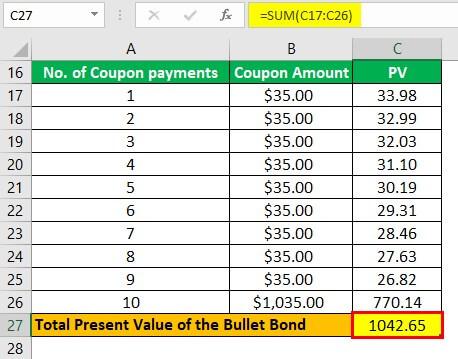 C27 fx =SUM(C17:C26)
A B C
16 No. of Coupon payments Coupon Amount PV
17 1 $35.00 33.98
18 2 $35.00 32.99
19 3 $35.00 32.03
20 4 $35.00 31.10
21 5 $35.00 30.19
22 6 $35.00 29.31
23 7 $35.00 28.46
24 8 $35.00 27.63
25 9 $35.00 26.82
26 10 $1,035.00 770.14
27 Total Present Value of the Bullet Bond 1042.65
28